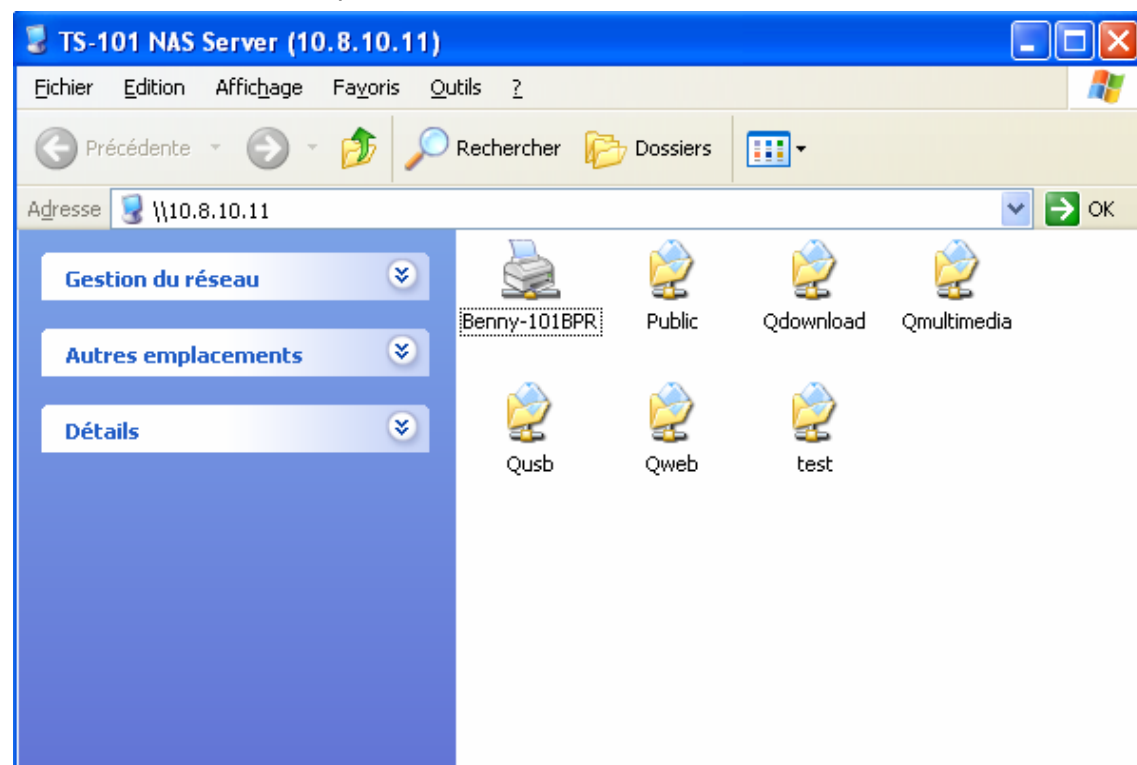 TS-101 NAS Server (10.8.10.11)
Fichier Edition Affichage Favoris Outils ?
Précédente Rechercher Dossiers
Adresse \\10.8.10.11 OK
Gestion du réseau
Autres emplacements
Détails
Benny-101BPR Public Qdownload Qmultimedia
Qusb Qweb test